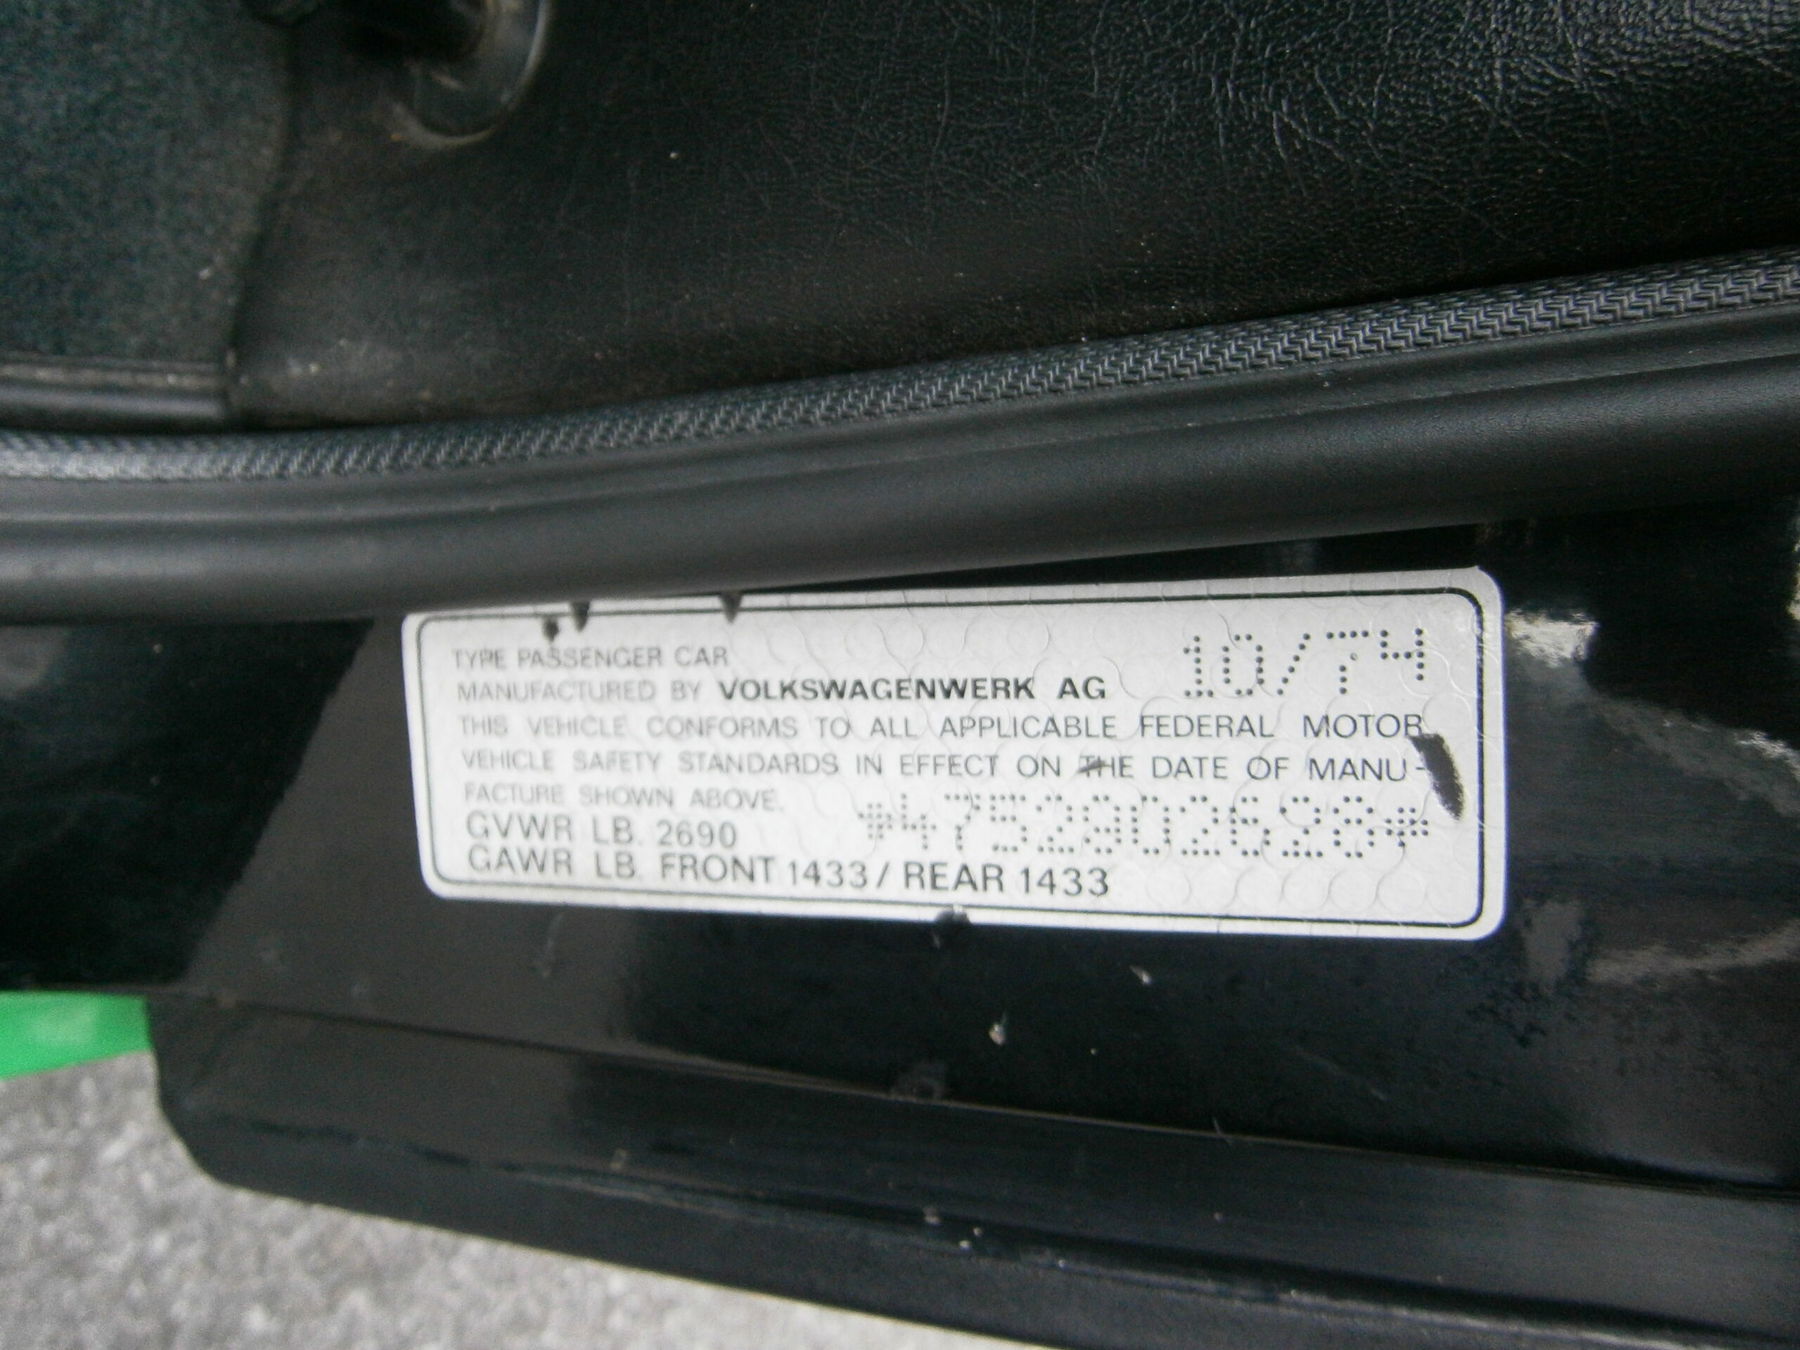 TYPE PASSENGER CAR
10/74
MANUFACTURED BY VOLKSWAGENWERK AG
THIS VEHICLE CONFORMS TO ALL APPLICABLE FEDERAL MOTOR
VEHICLE SAFETY STANDARDS IN EFFECT ON THE DATE OF MANU-
FACTURE SHOWN ABOVE.
*4752902628*
GVWR LB. 2690
GAWR LB. FRONT 1433/ REAR 1433